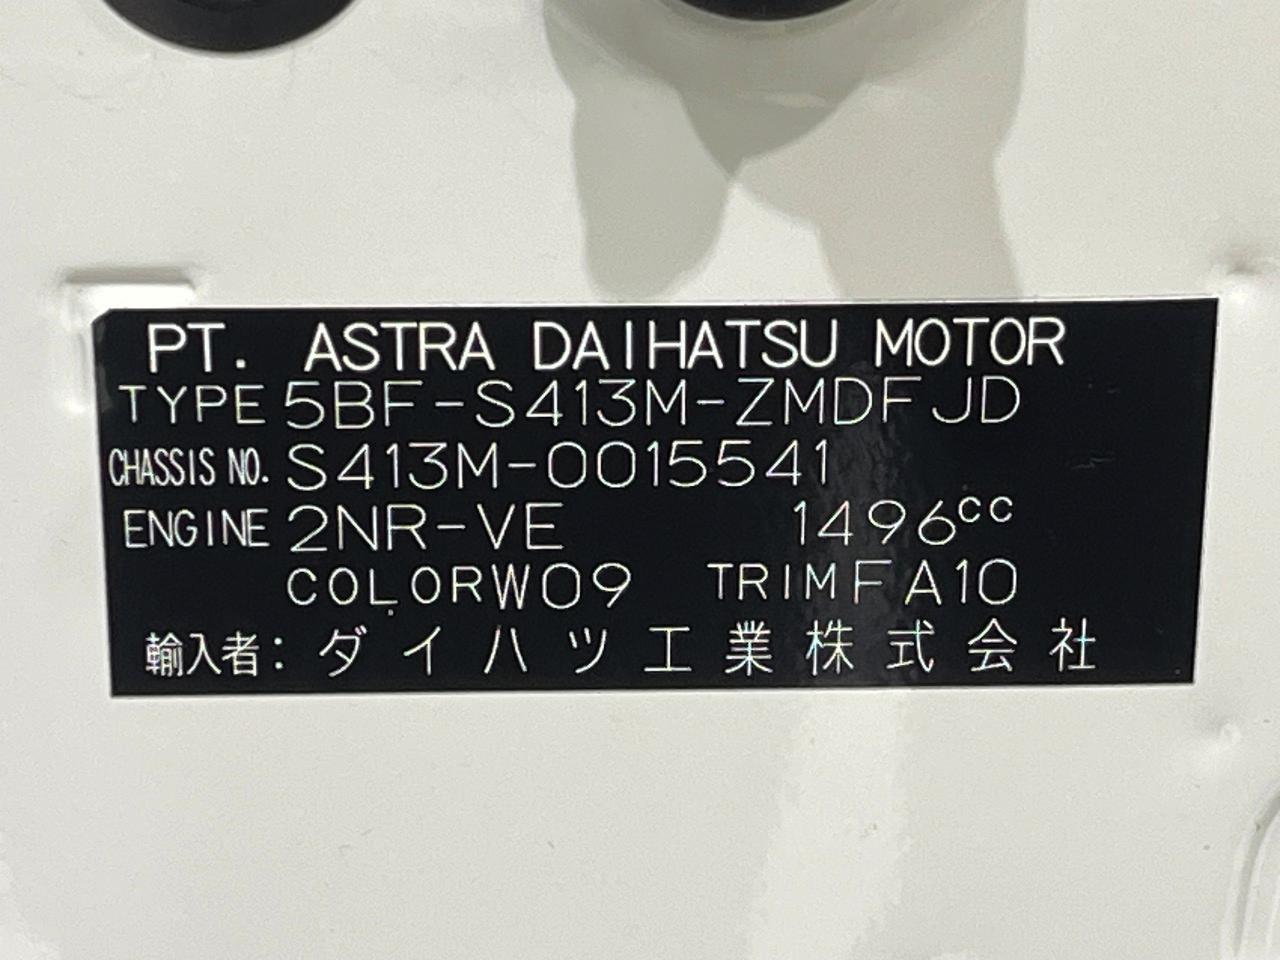 PT. ASTRA DAIHATSU MOTOR
TYPE 5BF-S413M-ZMDFJD
CHASSIS NO. S413M-0015541
ENGINE 2NR-VE 1496cc
COLOR W09 TRIM FA10
輸入者:ダイハツ工業株式会社